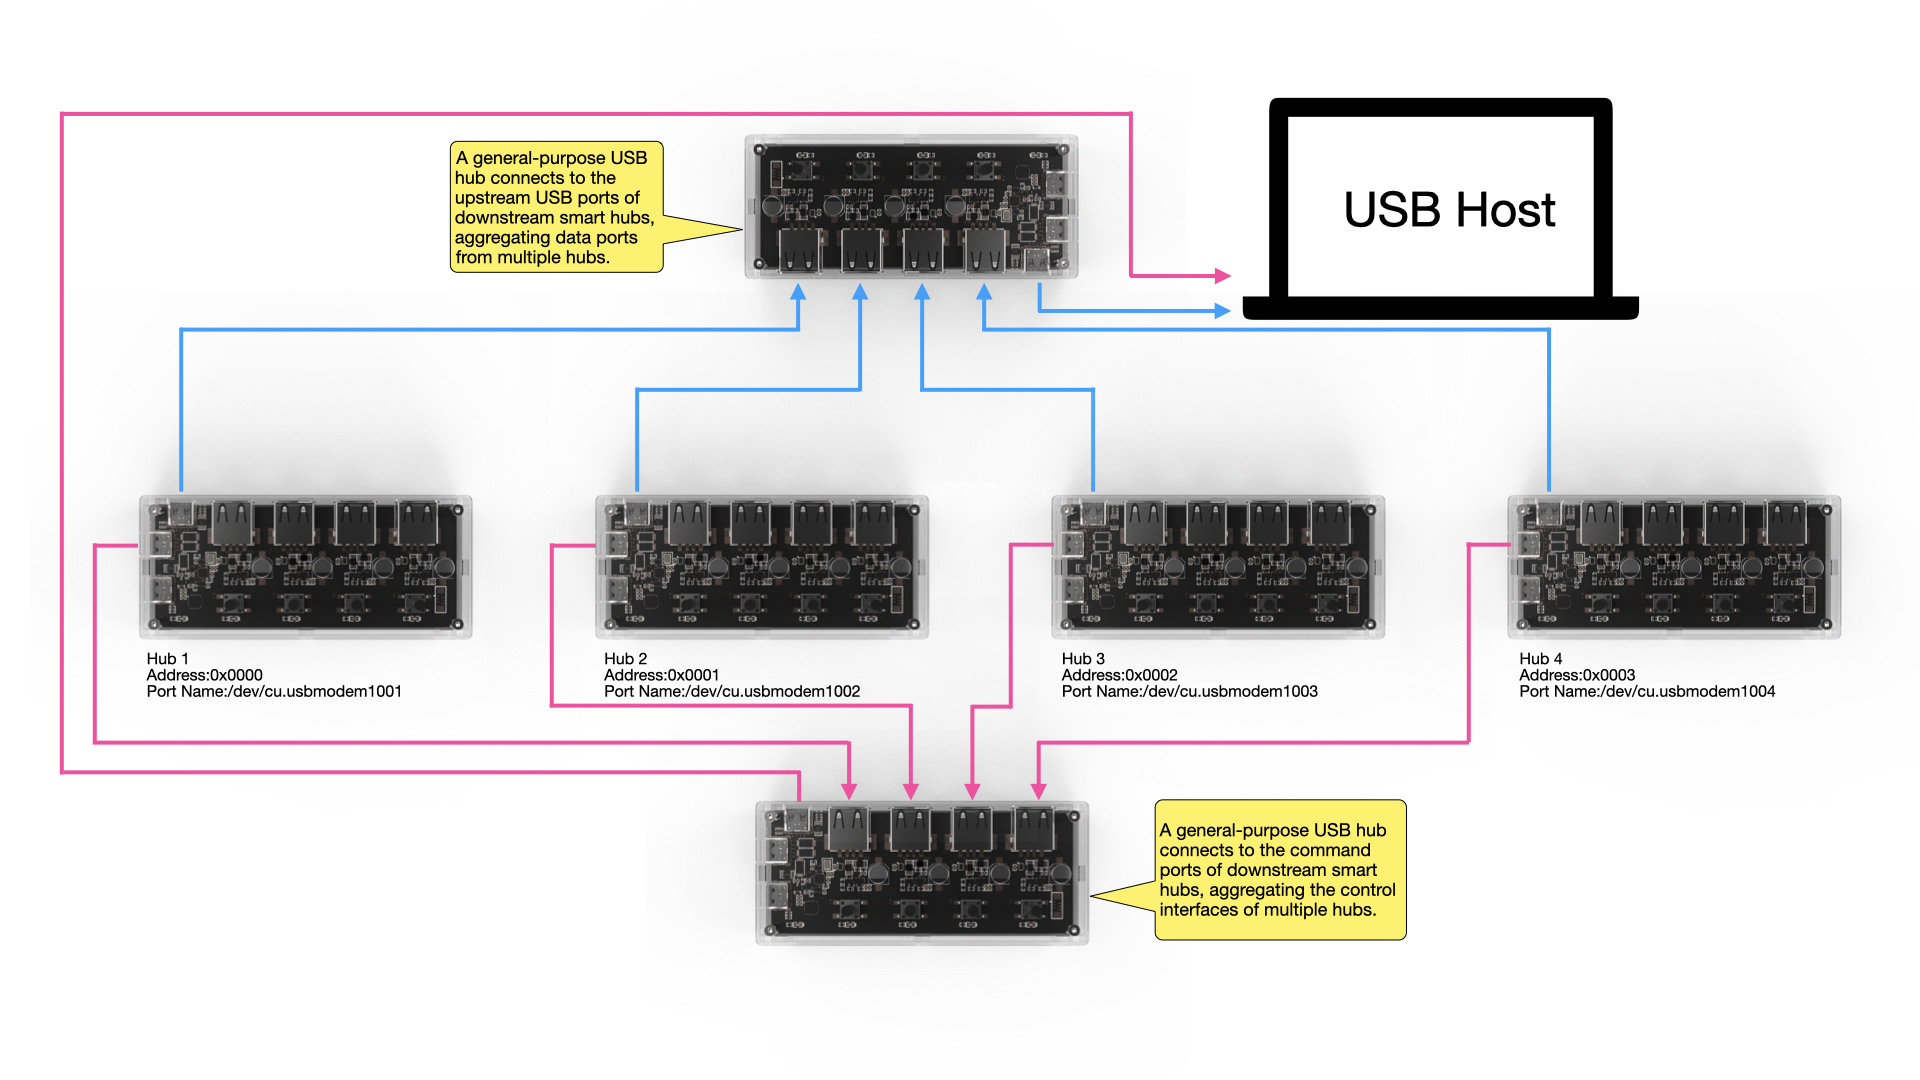 A general-purpose USB
hub connects to the
upstream USB ports of
downstream smart hubs,
aggregating data ports
from multiple hubs.
USB Host
Hub 1
Address:0x0000
Port Name:/dev/cu.usbmodem1001
Hub 2
Address:0x0001
Port Name:/dev/cu.usbmodem1002
Hub 3
Address:0x0002
Port Name:/dev/cu.usbmodem1003
Hub 4
Address:0x0003
Port Name:/dev/cu.usbmodem1004
A general-purpose USB hub
connects to the command
ports of downstream smart
hubs, aggregating the control
interfaces of multiple hubs.